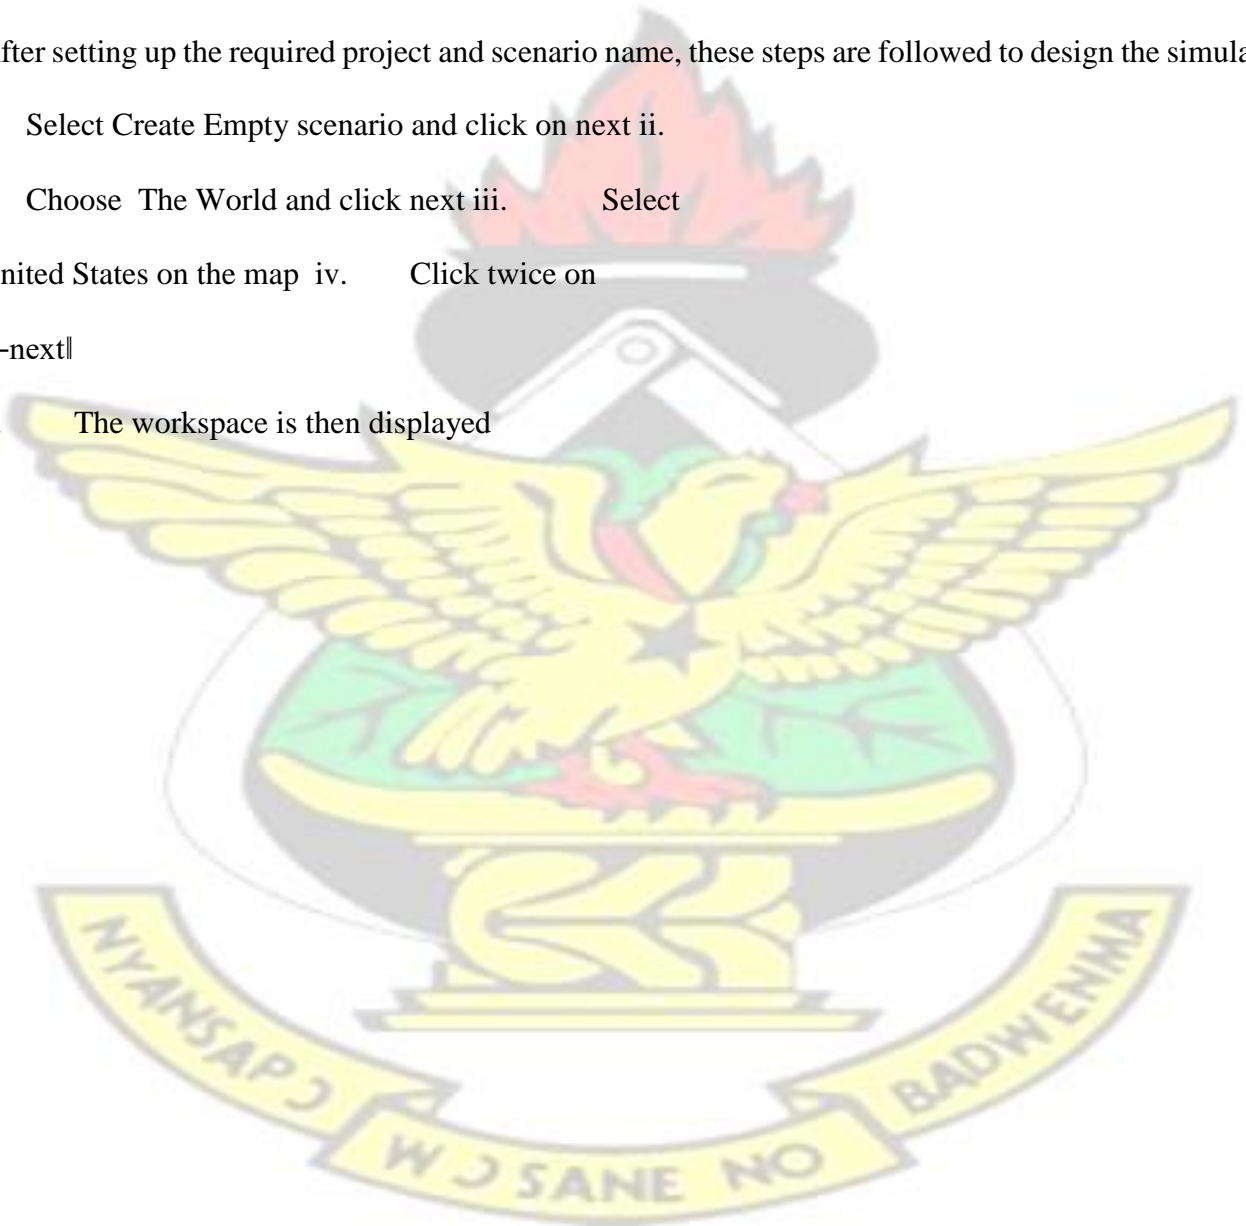 fter setting up the required project and scenario name, these steps are followed to design the simula
Select Create Empty scenario and click on next ii.
Choose The World and click next iii. Select
nited States on the map iv. Click twice on
-next‖
The workspace is then displayed
NYANSAPƆ
WƆSANE NO
BADWENMA